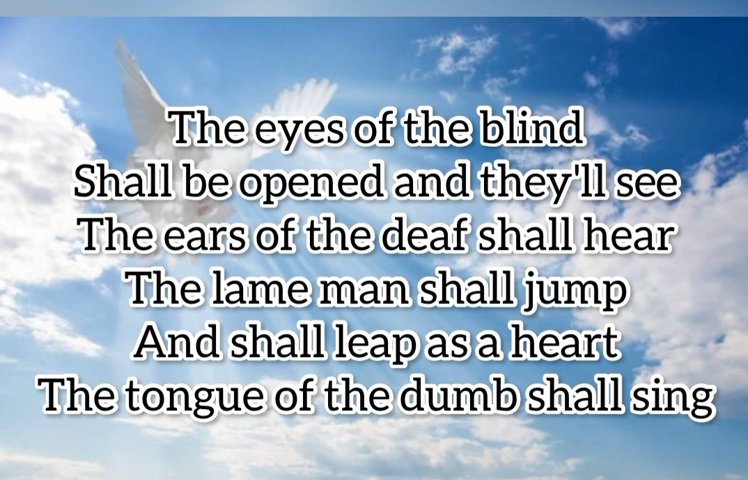 The eyes of the blind
Shall be opened and they'll see
The ears of the deaf shall hear
The lame man shall jump
And shall leap as a heart
The tongue of the dumb shall sing